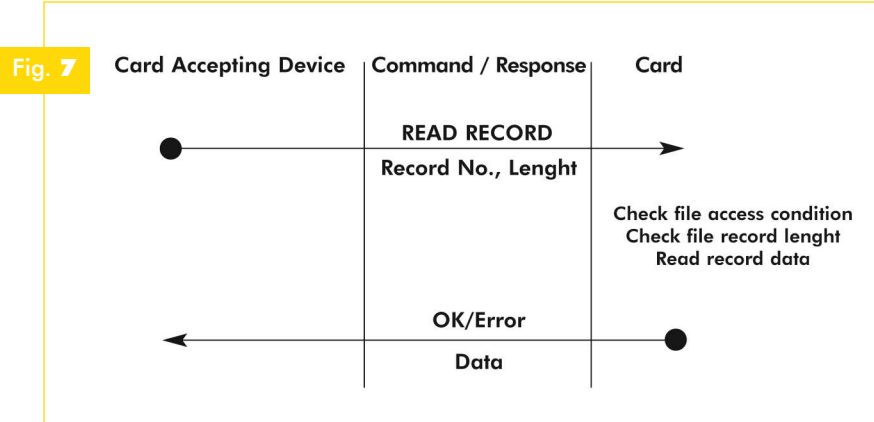 Fig. 7
Card Accepting Device
Command / Response
Card
READ RECORD
Record No., Lenght
Check file access condition
Check file record lenght
Read record data
OK/Error
Data